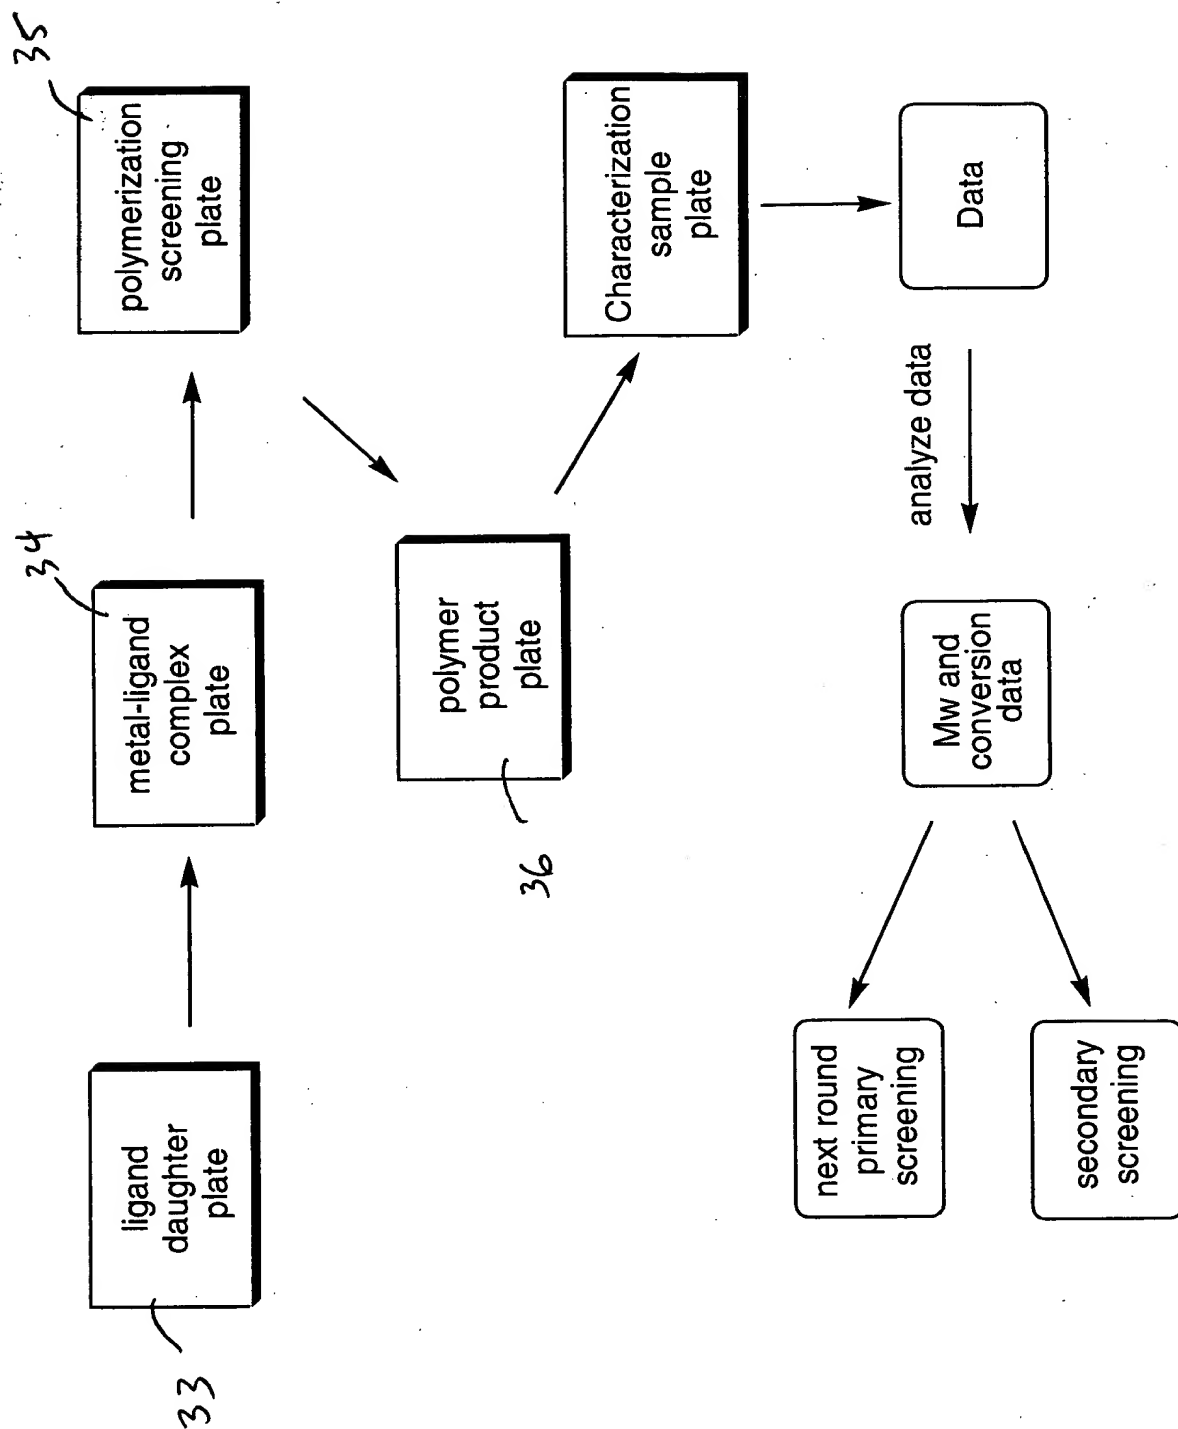 33
ligand
daughter
plate
34
metal-ligand
complex
plate
35
polymerization
screening
plate
36
polymer
product
plate
Characterization
sample
plate
Data
analyze data
Mw and
conversion
data
next round
primary
screening
secondary
screening